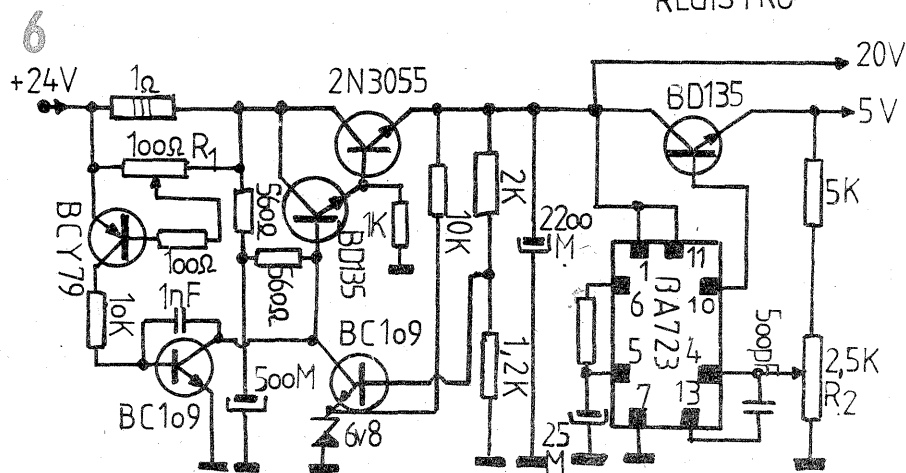 REGISTRO
6
+24V
1Ω
2N3055
BD135
20V
5V
100Ω R1
560Ω
BD135
1K
10K
2K
2200
M
5K
BCY79
100Ω
560Ω
1 11
6 10
BA723
5 4
7 13
500pF
2,5K
R2
10K
1nF
BC109
500M
BC109
6v8
1,2K
25
M